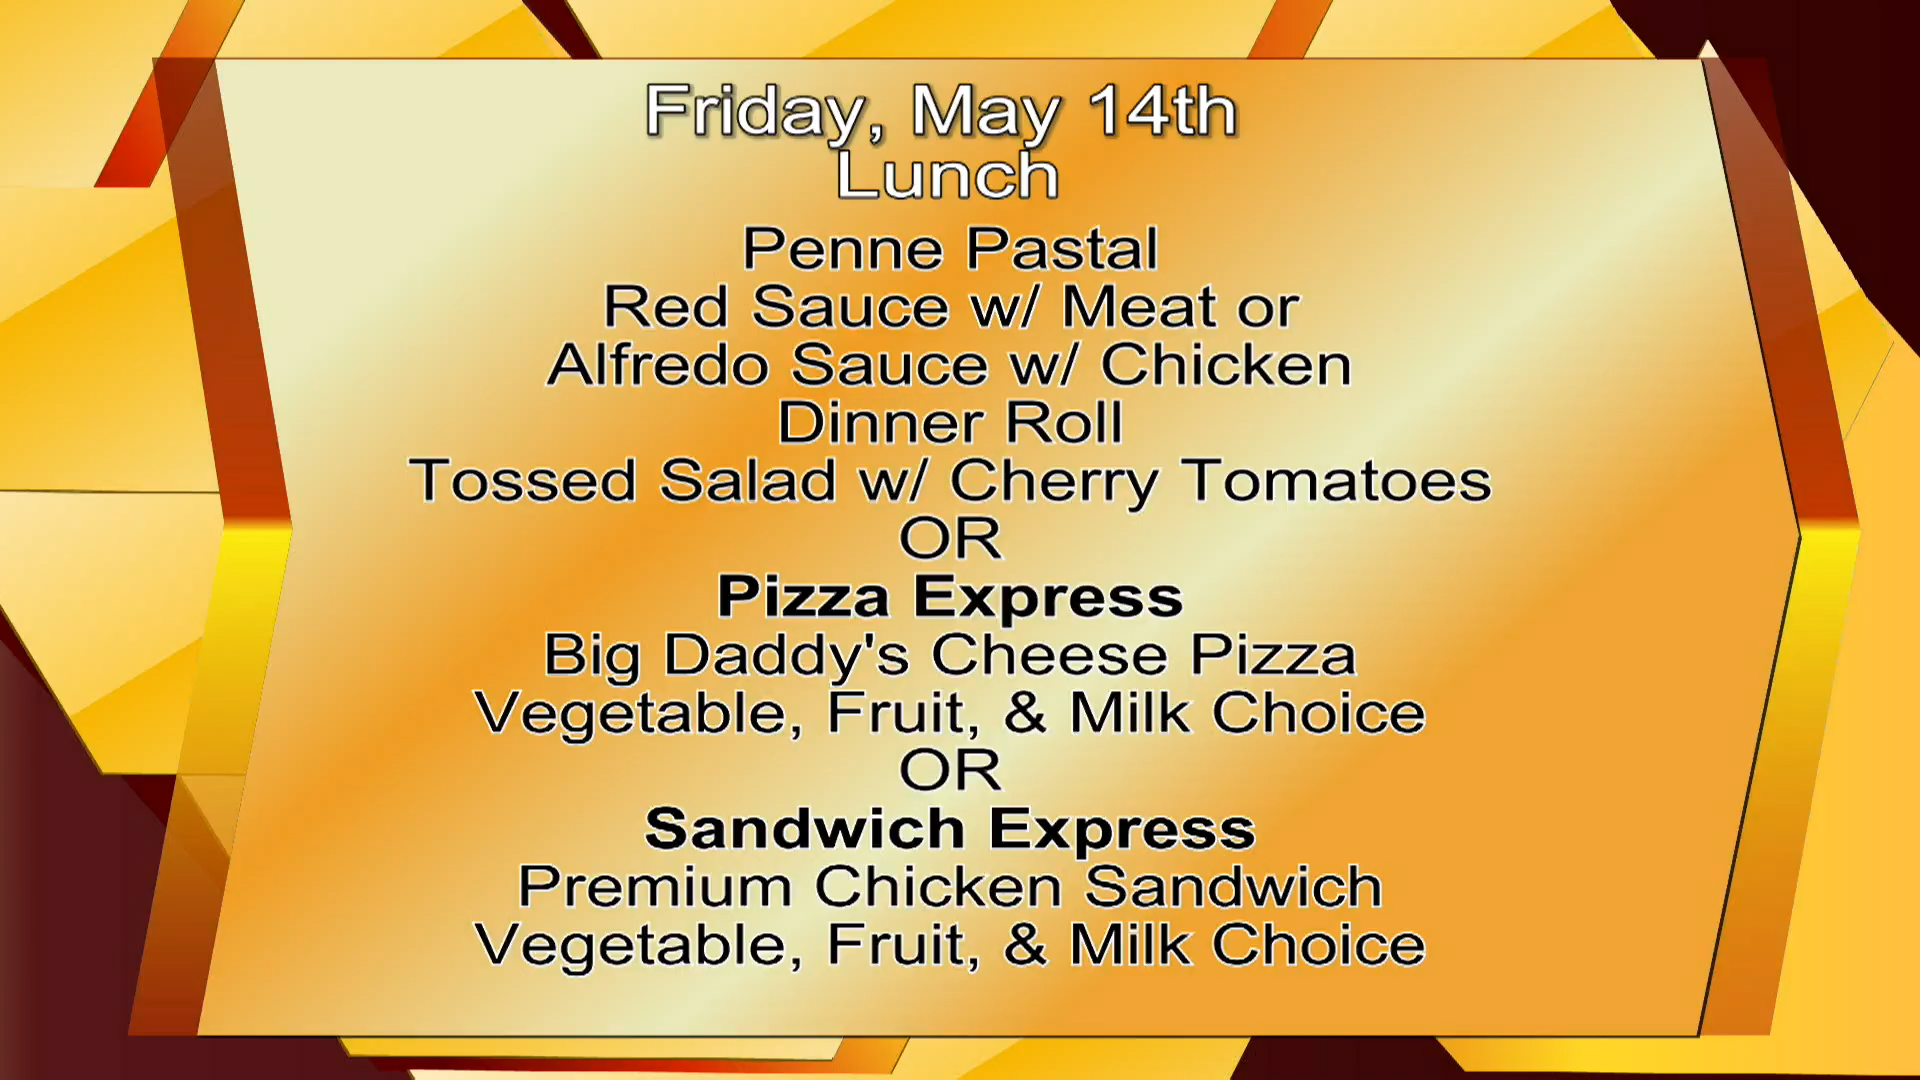 Friday, May 14th
Lunch
Penne Pastal
Red Sauce w/ Meat or
Alfredo Sauce w/ Chicken
Dinner Roll
Tossed Salad w/ Cherry Tomatoes
OR
Pizza Express
Big Daddy's Cheese Pizza
Vegetable, Fruit, & Milk Choice
OR
Sandwich Express
Premium Chicken Sandwich
Vegetable, Fruit, & Milk Choice